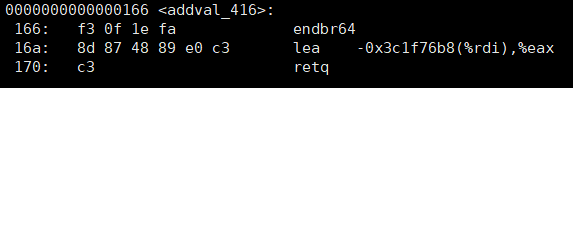 0000000000000166 <addval_416>:
166: f3 0f 1e fa endbr64
16a: 8d 87 48 89 e0 c3 lea -0x3c1f76b8(%rdi),%eax
170: c3 retq